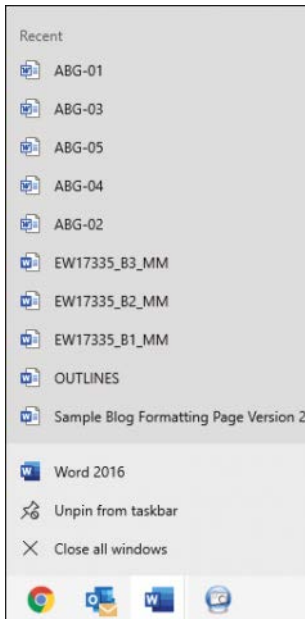 Recent
ABG-01
ABG-03
ABG-05
ABG-04
ABG-02
EW17335_B3_MM
EW17335_B2_MM
EW17335_B1_MM
OUTLINES
Sample Blog Formatting Page Version 2
Word 2016
Unpin from taskbar
Close all windows